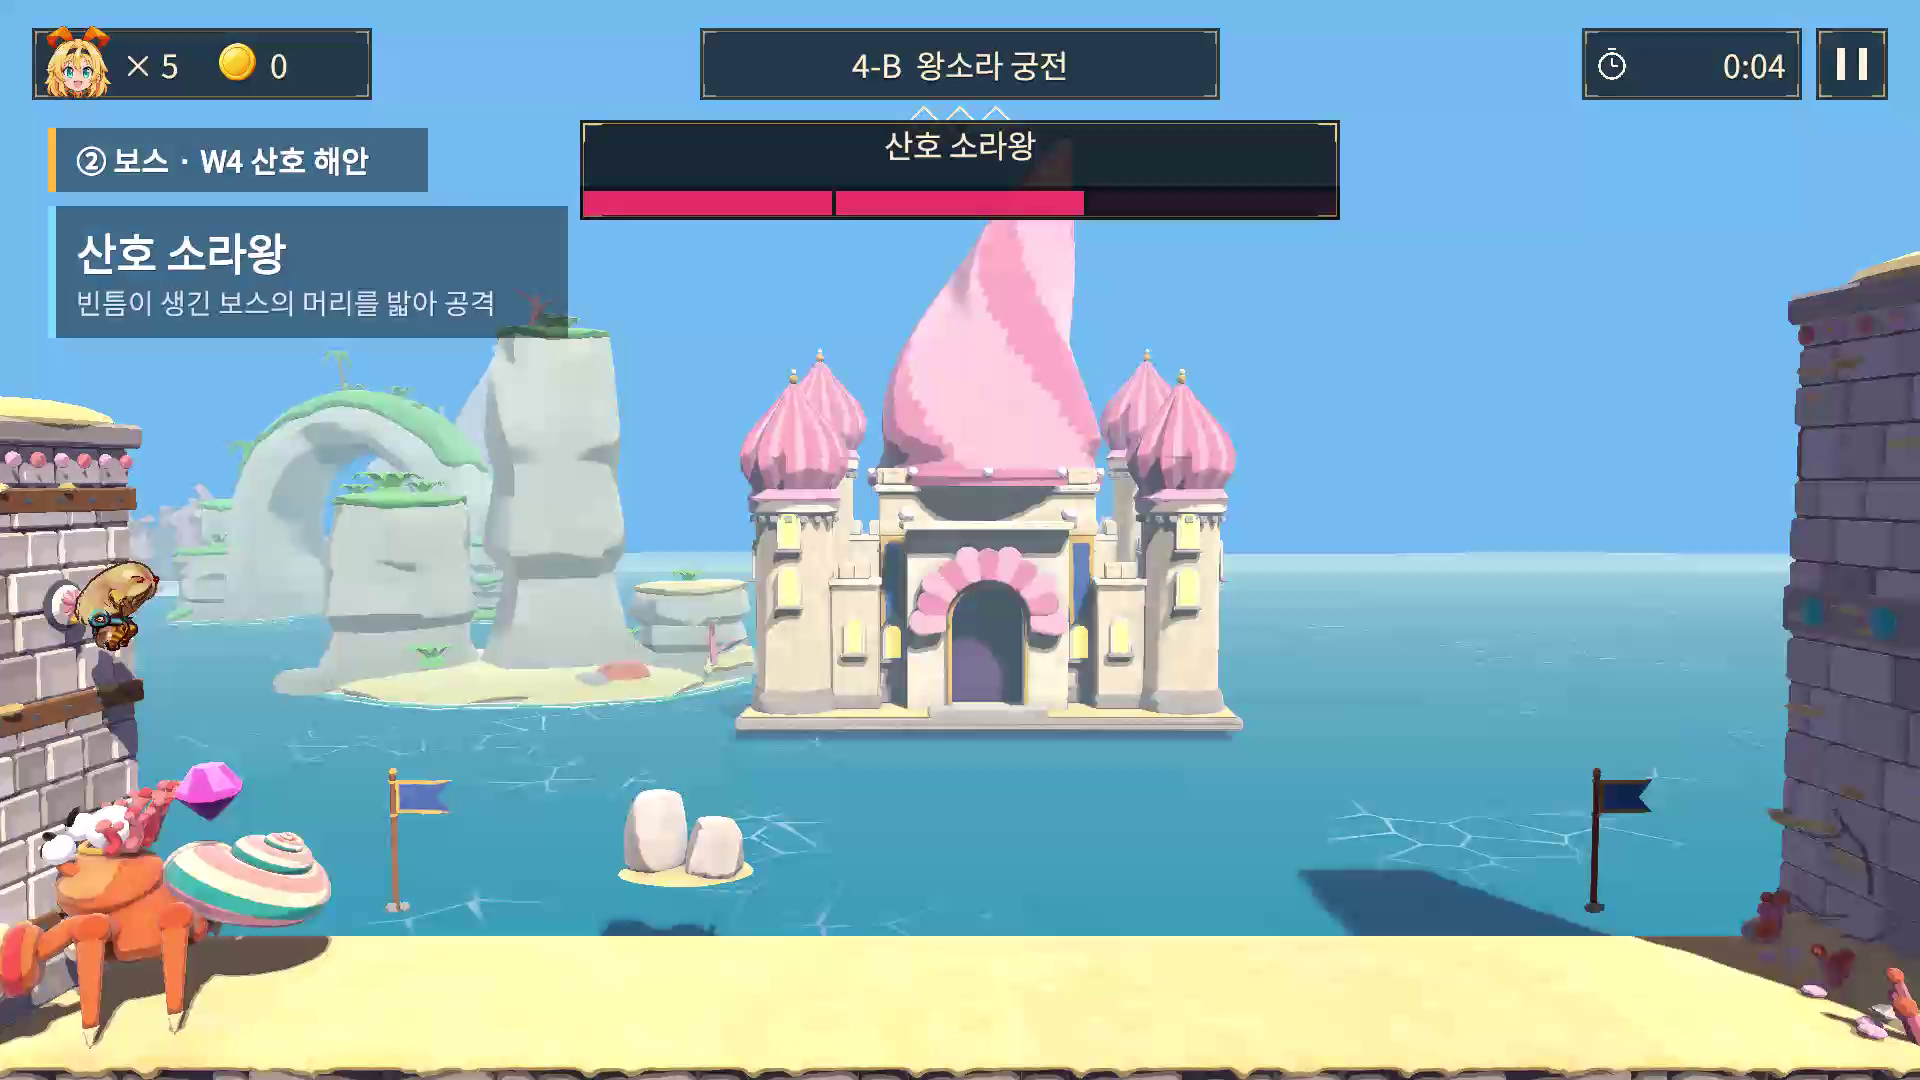 × 5 0
4-B 왕소라 궁전
0:04
산호 소라왕
② 보스 · W4 산호 해안
산호 소라왕
빈틈이 생긴 보스의 머리를 밟아 공격